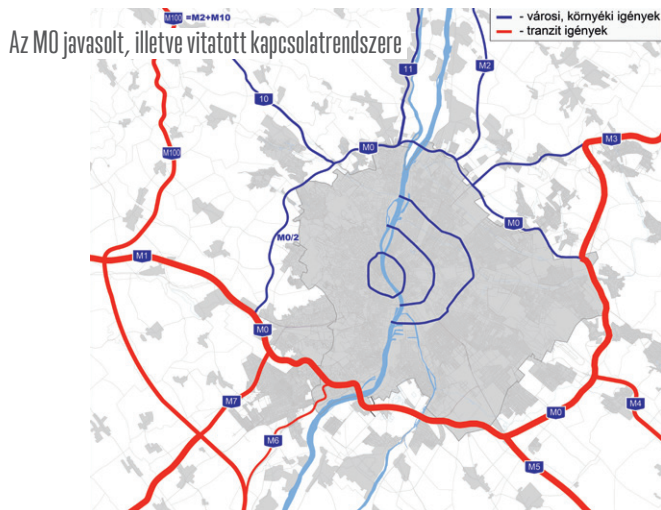 M100 =M2+M10
Az M0 javasolt, illetve vitatott kapcsolatrendszere
- városi, környéki igények
- tranzit igények
11
M2
10
M100
M0
M3
M0
M0/2
M1
M0
M7
M6
M0
M4
M5